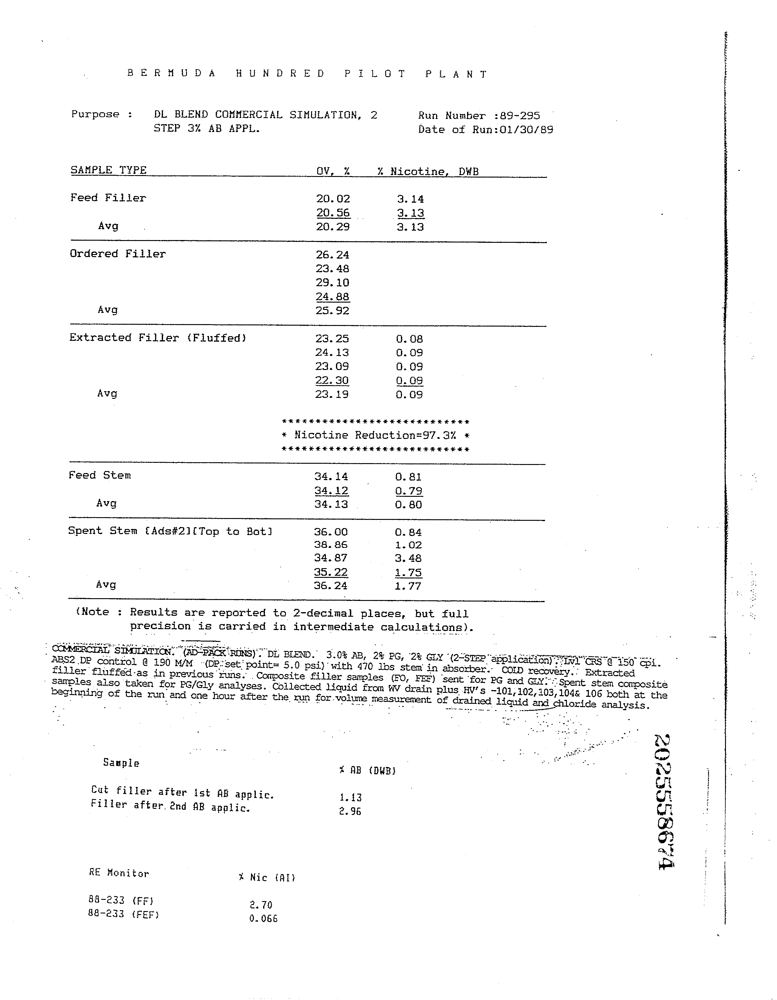 BERMUDA HUNDRED PILOT PLANT
Purpose : DL BLEND COMMERCIAL SIMULATION, 2 Run Number :89-295
STEP 3% AB APPL. Date of Run:01/30/89
SAMPLE TYPE OV, % % Nicotine, DWB
Feed Filler 20.02 3.14
20.56 3.13
Avg 20.29 3.13
Ordered Filler 26.24
23.48
29.10
24.88
Avg 25.92
Extracted Filler (Fluffed) 23.25 0.08
24.13 0.09
23.09 0.09
22.30 0.09
Avg 23.19 0.09
****************************
* Nicotine Reduction=97.3% *
****************************
Feed Stem 34.14 0.81
34.12 0.79
Avg 34.13 0.80
Spent Stem [Ads#2][Top to Bot] 36.00 0.84
38.86 1.02
34.87 3.48
35.22 1.75
Avg 36.24 1.77
(Note : Results are reported to 2-decimal places, but full
precision is carried in intermediate calculations).
COMMERCIAL SIMULATION. (AD-PACK RUNS). DL BLEND. 3.0% AB, 2% PG, 2% GLY (2-STEP application). CRS @ 150 cpi.
ABS2 DP control @ 190 M/M (DP set point= 5.0 psi) with 470 lbs stem in absorber. COLD recovery. Extracted
filler fluffed as in previous runs. Composite filler samples (FO, FEF) sent for PG and GLY. Spent stem composite
samples also taken for PG/Gly analyses. Collected liquid from WV drain plus HV's -101,102,103,104& 106 both at the
beginning of the run and one hour after the run for volume measurement of drained liquid and chloride analysis.
Sample % AB (DWB)
Cut filler after 1st AB applic. 1.13
Filler after 2nd AB applic. 2.96
RE Monitor % Nic (AI)
88-233 (FF) 2.70
88-233 (FEF) 0.066
2025558674